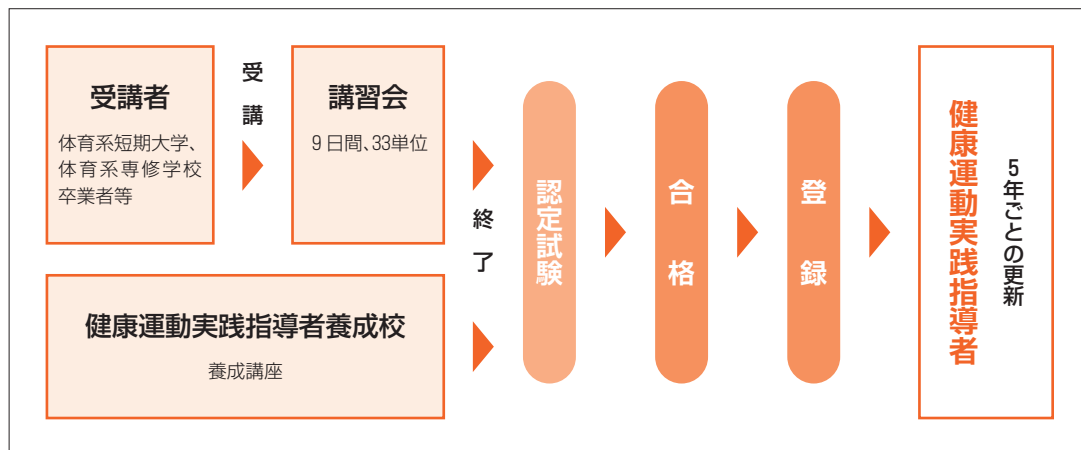 受講者
体育系短期大学、
体育系専修学校
卒業者等
受講
講習会
9日間、33単位
健康運動実践指導者養成校
養成講座
終了
認定試験
合格
登録
健康運動実践指導者
5年ごとの更新